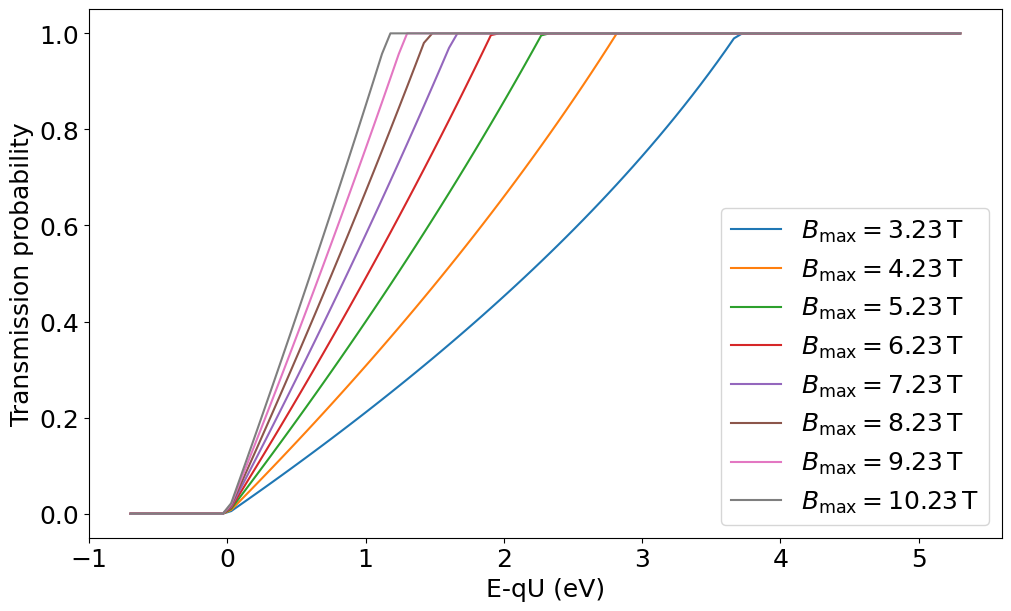 1.0
0.8
0.6
0.4
0.2
0.0
Transmission probability
−1
0
1
2
3
4
5
E-qU (eV)
B_max = 3.23 T
B_max = 4.23 T
B_max = 5.23 T
B_max = 6.23 T
B_max = 7.23 T
B_max = 8.23 T
B_max = 9.23 T
B_max = 10.23 T